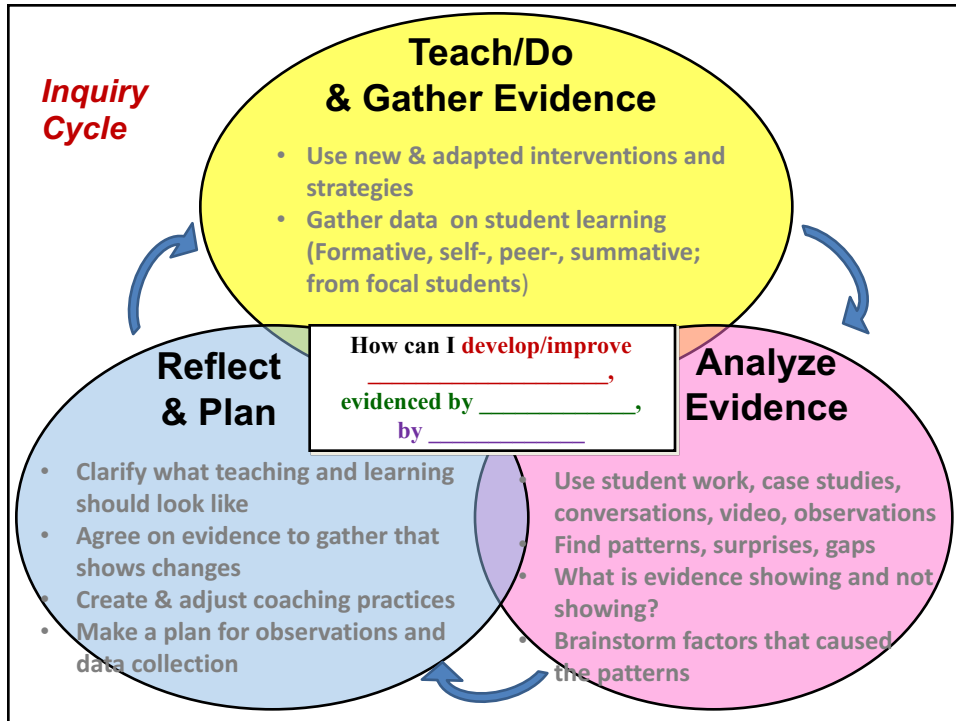 Inquiry
Cycle
Teach/Do
& Gather Evidence
• Use new & adapted interventions and
strategies
• Gather data on student learning
(Formative, self-, peer-, summative;
from focal students)
How can I develop/improve
____________________,
evidenced by _____________,
by _____________
Reflect
& Plan
• Clarify what teaching and learning
should look like
• Agree on evidence to gather that
shows changes
• Create & adjust coaching practices
• Make a plan for observations and
data collection
Analyze
Evidence
• Use student work, case studies,
conversations, video, observations
• Find patterns, surprises, gaps
• What is evidence showing and not
showing?
• Brainstorm factors that caused
the patterns